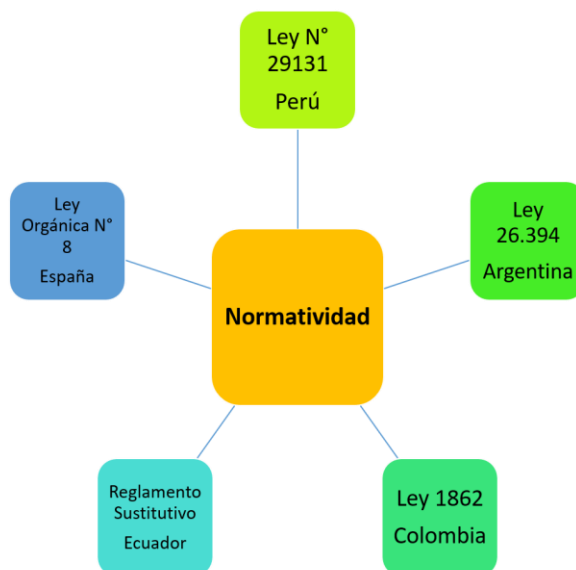 Ley N°
29131
Perú
Ley
Orgánica N°
8
España
Ley
26.394
Argentina
Normatividad
Reglamento
Sustitutivo
Ecuador
Ley 1862
Colombia